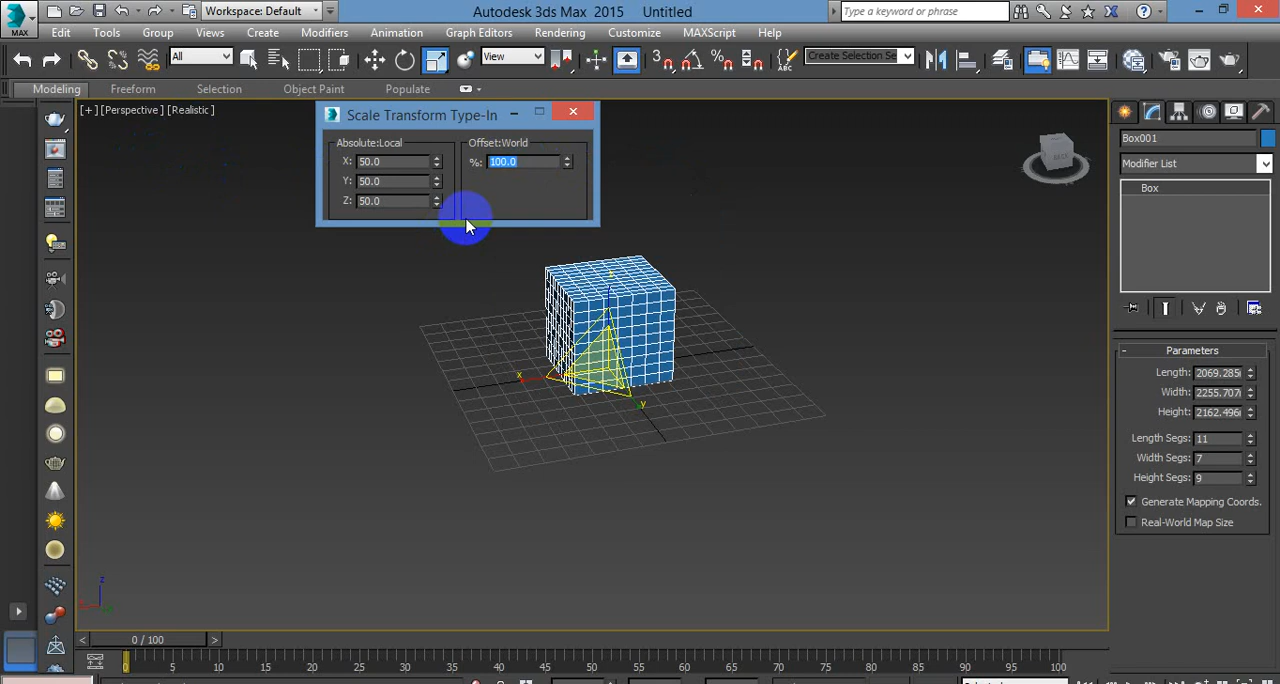 MAX
Workspace: Default
Autodesk 3ds Max 2015 Untitled
Type a keyword or phrase
Edit Tools Group Views Create Modifiers Animation Graph Editors Rendering Customize MAXScript Help
All
View
3
Create Selection Se
Modeling Freeform Selection Object Paint Populate
[+] [Perspective] [Realistic]
Scale Transform Type-In
Absolute:Local
Offset:World
X: 50.0
%: 100.0
Y: 50.0
Z: 50.0
Box001
Modifier List
Box
Parameters
Length: 2069.285
Width: 2255.707
Height: 2162.496
Length Segs: 11
Width Segs: 7
Height Segs: 9
Generate Mapping Coords.
Real-World Map Size
x
y
z
0 / 100
0 5 10 15 20 25 30 35 40 45 50 55 60 65 70 75 80 85 90 95 100